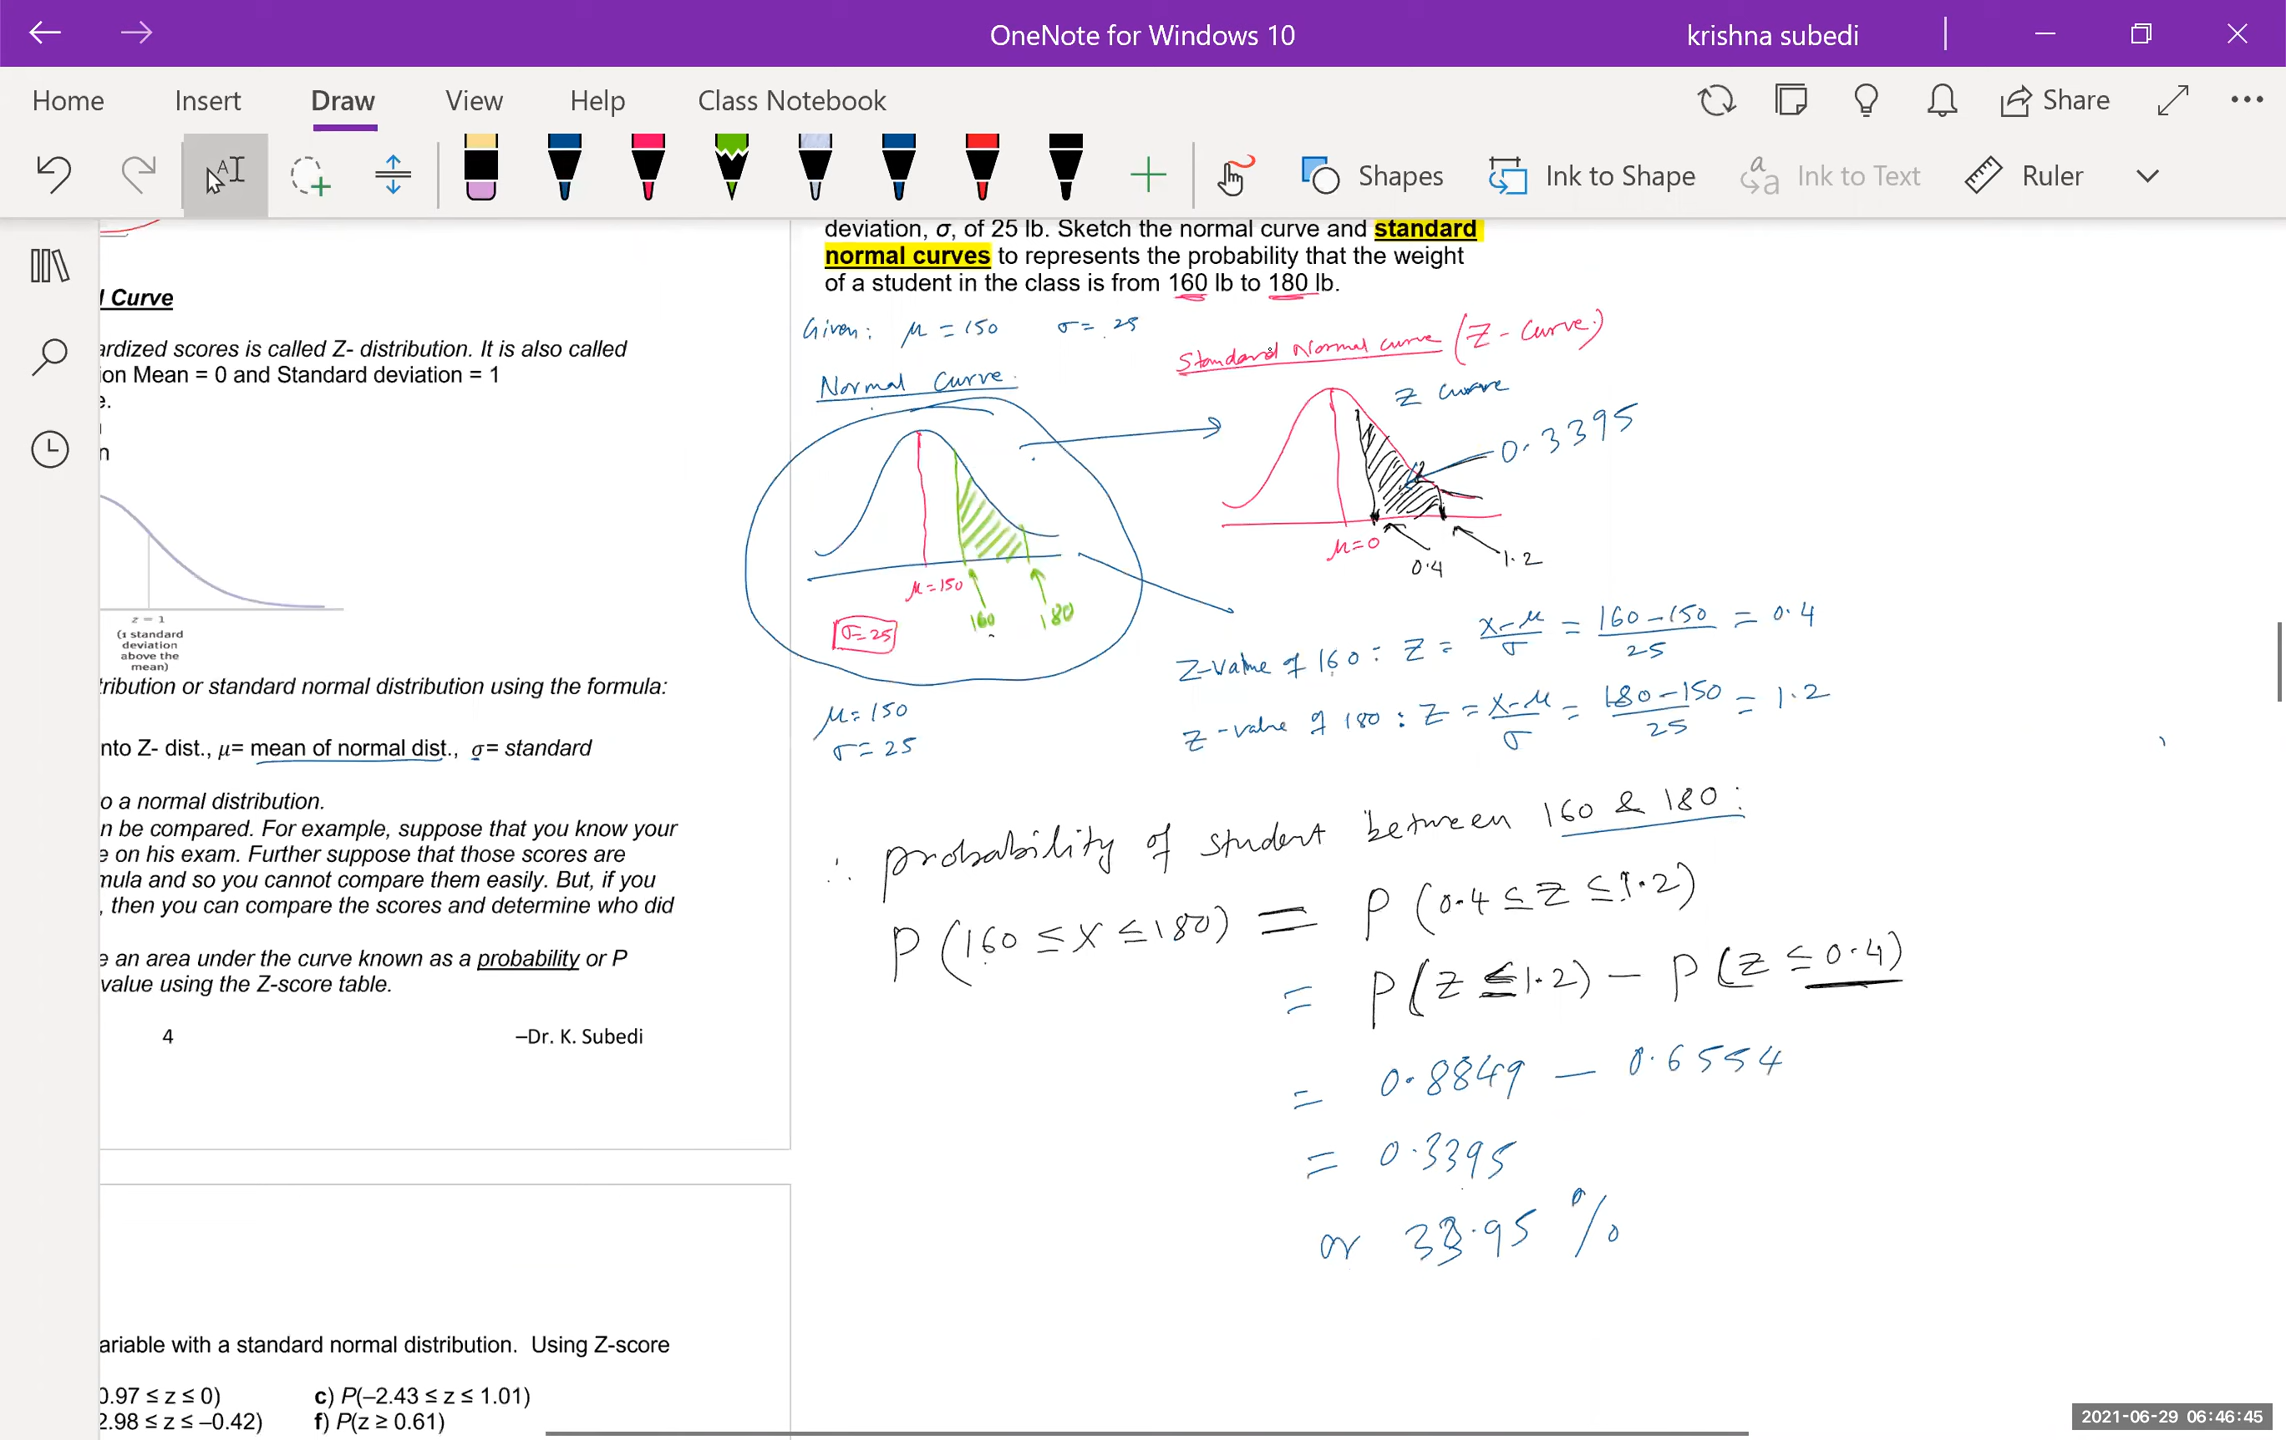 OneNote for Windows 10
krishna subedi
Home Insert Draw View Help Class Notebook
Share
Shapes Ink to Shape Ink to Text Ruler
l Curve
ardized scores is called Z- distribution. It is also called
ion Mean = 0 and Standard deviation = 1
e.
n
z = 1
(1 standard
deviation
above the
mean)
tribution or standard normal distribution using the formula:
nto Z- dist., μ= mean of normal dist., σ= standard
o a normal distribution.
n be compared. For example, suppose that you know your
e on his exam. Further suppose that those scores are
mula and so you cannot compare them easily. But, if you
, then you can compare the scores and determine who did
e an area under the curve known as a probability or P
value using the Z-score table.
4
–Dr. K. Subedi
ariable with a standard normal distribution. Using Z-score
0.97 ≤ z ≤ 0) c) P(–2.43 ≤ z ≤ 1.01)
2.98 ≤ z ≤ –0.42) f) P(z ≥ 0.61)
deviation, σ, of 25 lb. Sketch the normal curve and standard
normal curves to represents the probability that the weight
of a student in the class is from 160 lb to 180 lb.
Given: μ = 150 σ = 25
Normal Curve
μ = 150
160
180
σ = 25
μ = 150
σ = 25
Standard Normal curve (Z - curve)
Z curve
0.3395
μ = 0
0.4
1.2
Z-value of 160 : Z = x-μ/σ = 160-150/25 = 0.4
Z-value of 180 : Z = x-μ/σ = 180-150/25 = 1.2
∴ probability of student between 160 & 180 :
P (160 ≤ x ≤ 180) = P (0.4 ≤ Z ≤ 1.2)
= P (Z ≤ 1.2) - P (Z ≤ 0.4)
= 0.8849 - 0.6554
= 0.3395
or 33.95 %
2021-06-29 06:46:45